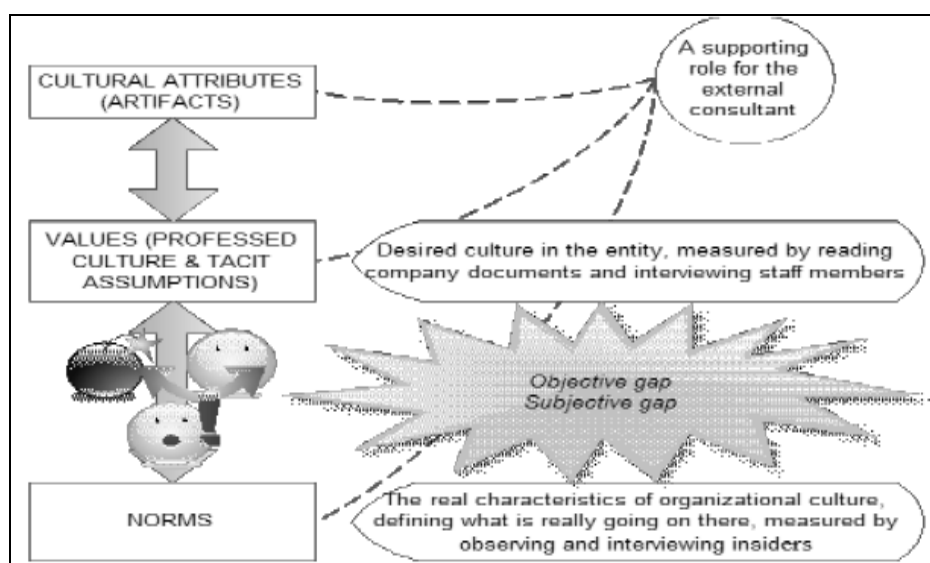 CULTURAL ATTRIBUTES
(ARTIFACTS)
A supporting
role for the
external
consultant
VALUES (PROFESSED
CULTURE & TACIT
ASSUMPTIONS)
Desired culture in the entity, measured by reading
company documents and interviewing staff members
Objective gap
Subjective gap
NORMS
The real characteristics of organizational culture,
defining what is really going on there, measured by
observing and interviewing insiders